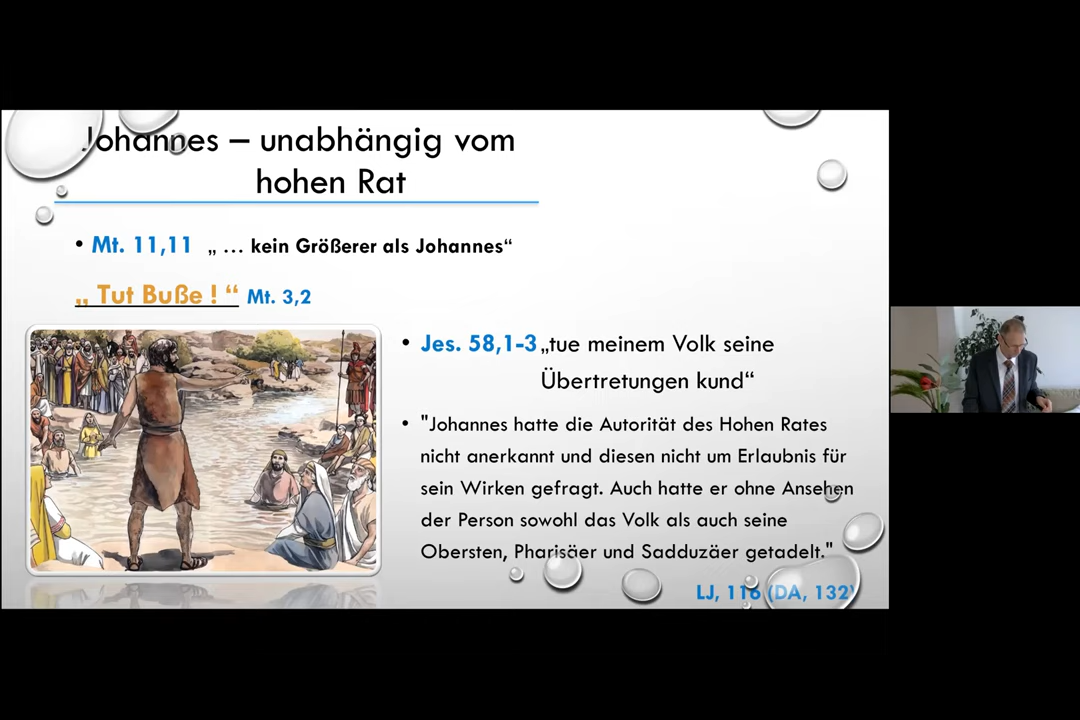 Johannes – unabhängig vom
hohen Rat
• Mt. 11,11 „ … kein Größerer als Johannes“
„ Tut Buße ! “ Mt. 3,2
• Jes. 58,1-3 „tue meinem Volk seine
Übertretungen kund“
• "Johannes hatte die Autorität des Hohen Rates
nicht anerkannt und diesen nicht um Erlaubnis für
sein Wirken gefragt. Auch hatte er ohne Ansehen
der Person sowohl das Volk als auch seine
Obersten, Pharisäer und Sadduzäer getadelt."
LJ, 116 (DA, 132)